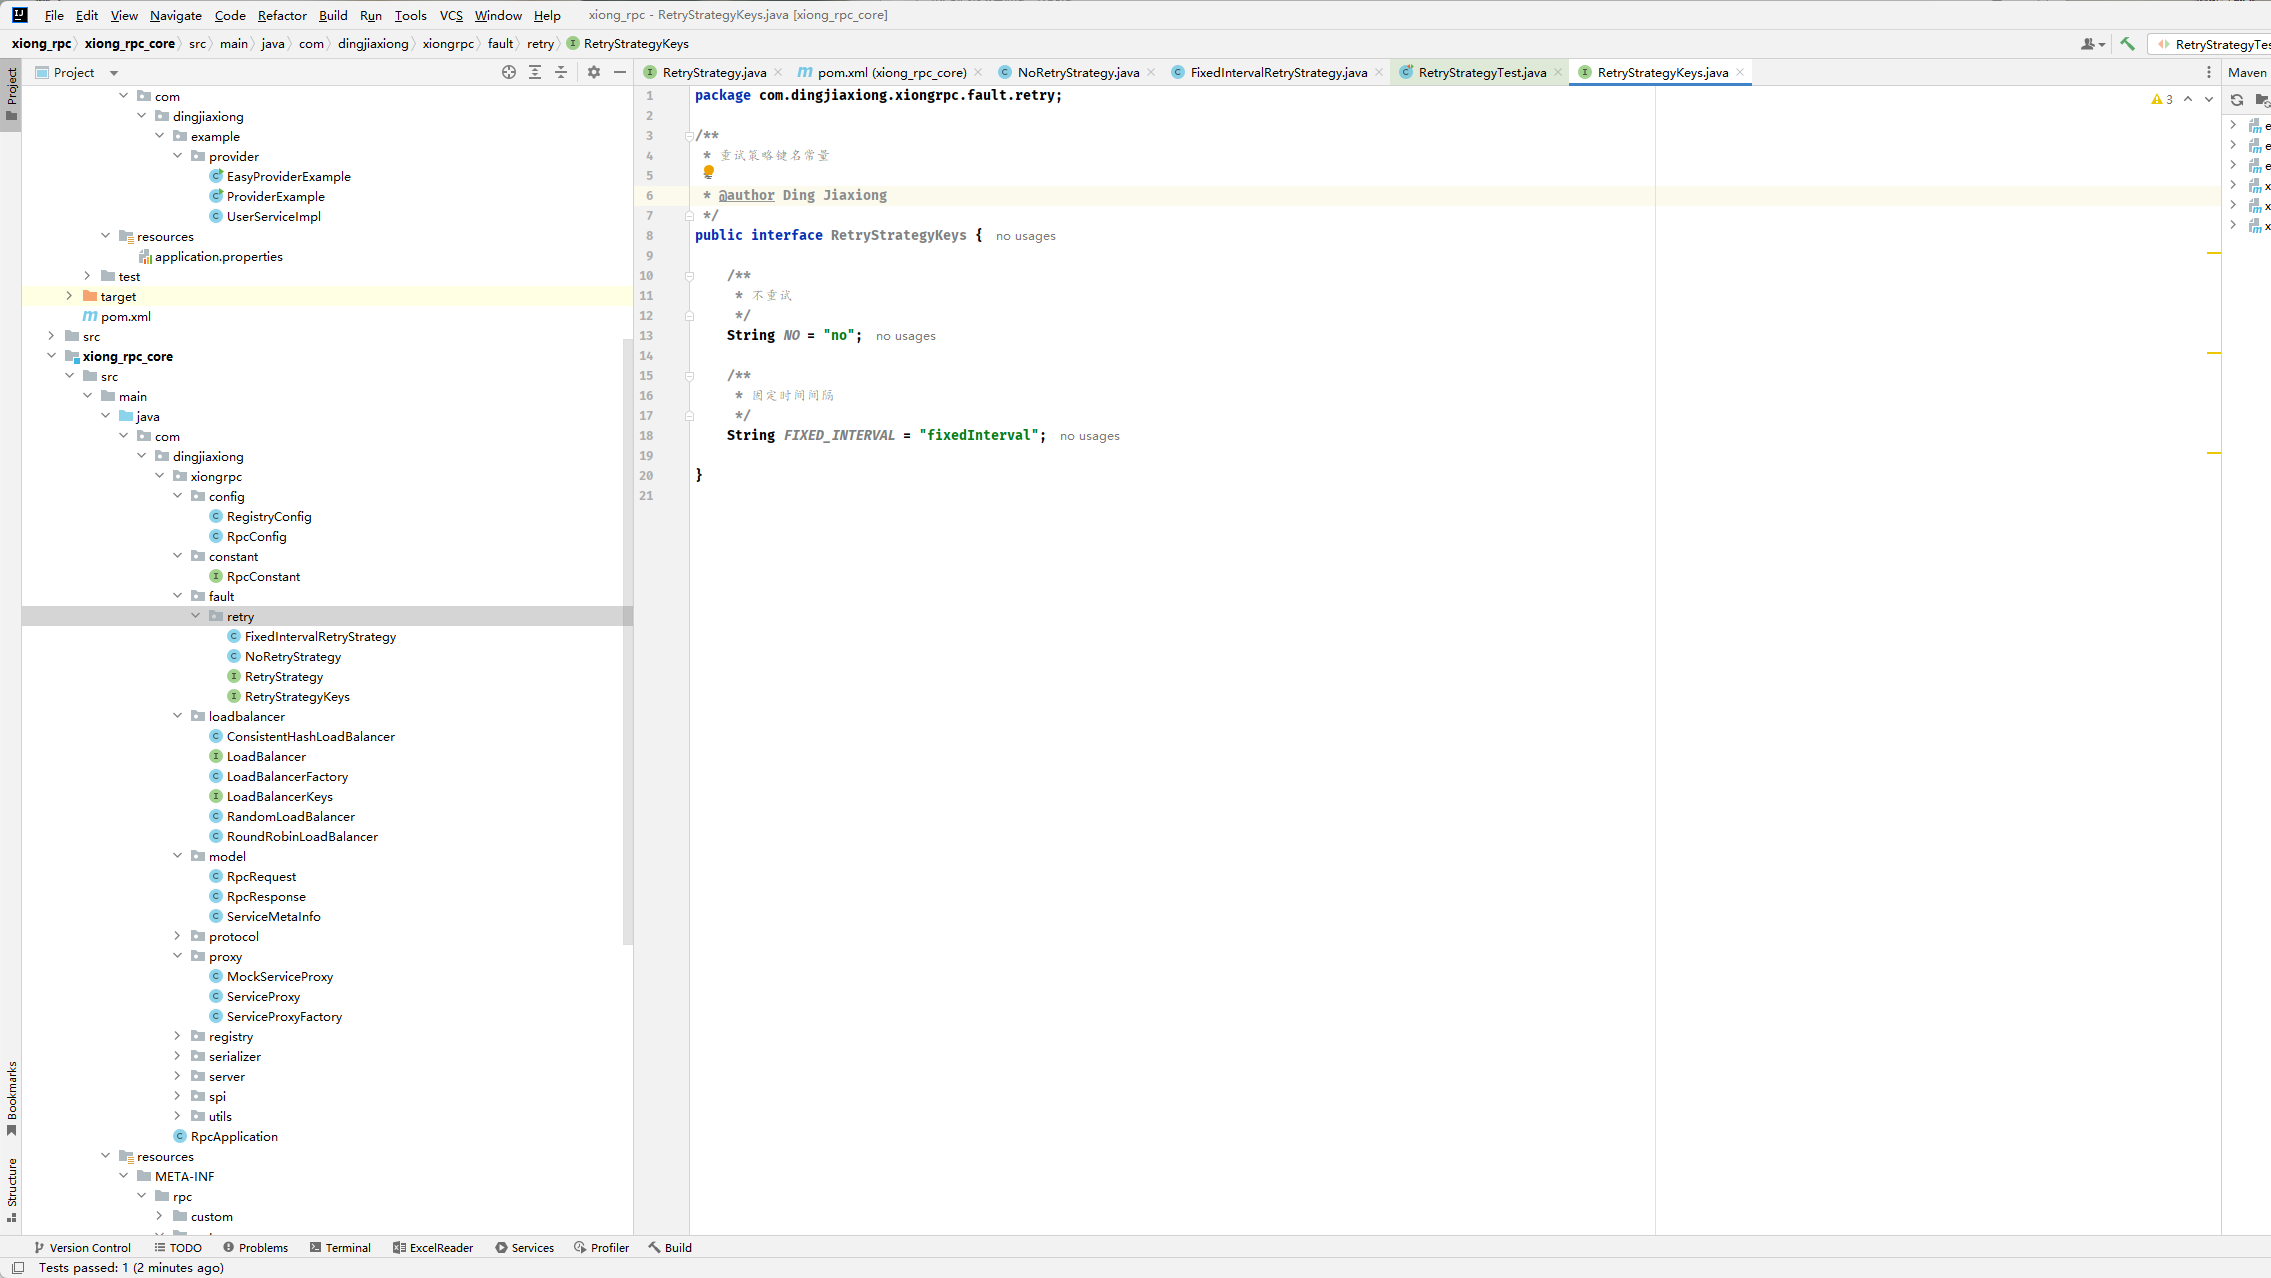 File Edit View Navigate Code Refactor Build Run Tools VCS Window Help xiong_rpc - RetryStrategyKeys.java [xiong_rpc_core]
xiong_rpc xiong_rpc_core src main java com dingjiaxiong xiongrpc fault retry RetryStrategyKeys RetryStrategyTes
Project
Project
RetryStrategy.java pom.xml (xiong_rpc_core) NoRetryStrategy.java FixedIntervalRetryStrategy.java RetryStrategyTest.java RetryStrategyKeys.java Maven
com
dingjiaxiong
example
provider
EasyProviderExample
ProviderExample
UserServiceImpl
resources
application.properties
test
target
pom.xml
src
xiong_rpc_core
src
main
java
com
dingjiaxiong
xiongrpc
config
RegistryConfig
RpcConfig
constant
RpcConstant
fault
retry
FixedIntervalRetryStrategy
NoRetryStrategy
RetryStrategy
RetryStrategyKeys
loadbalancer
ConsistentHashLoadBalancer
LoadBalancer
LoadBalancerFactory
LoadBalancerKeys
RandomLoadBalancer
RoundRobinLoadBalancer
model
RpcRequest
RpcResponse
ServiceMetaInfo
protocol
proxy
MockServiceProxy
ServiceProxy
ServiceProxyFactory
registry
serializer
server
spi
utils
RpcApplication
resources
META-INF
rpc
custom
1 package com.dingjiaxiong.xiongrpc.fault.retry;
2
3 /**
4 * 重试策略键名常量
5
6 * @author Ding Jiaxiong
7 */
8 public interface RetryStrategyKeys { no usages
9
10 /**
11 * 不重试
12 */
13 String NO = "no"; no usages
14
15 /**
16 * 固定时间间隔
17 */
18 String FIXED_INTERVAL = "fixedInterval"; no usages
19
20 }
21
3
e
e
e
x
x
x
Bookmarks
Structure
Version Control TODO Problems Terminal ExcelReader Services Profiler Build
Tests passed: 1 (2 minutes ago)